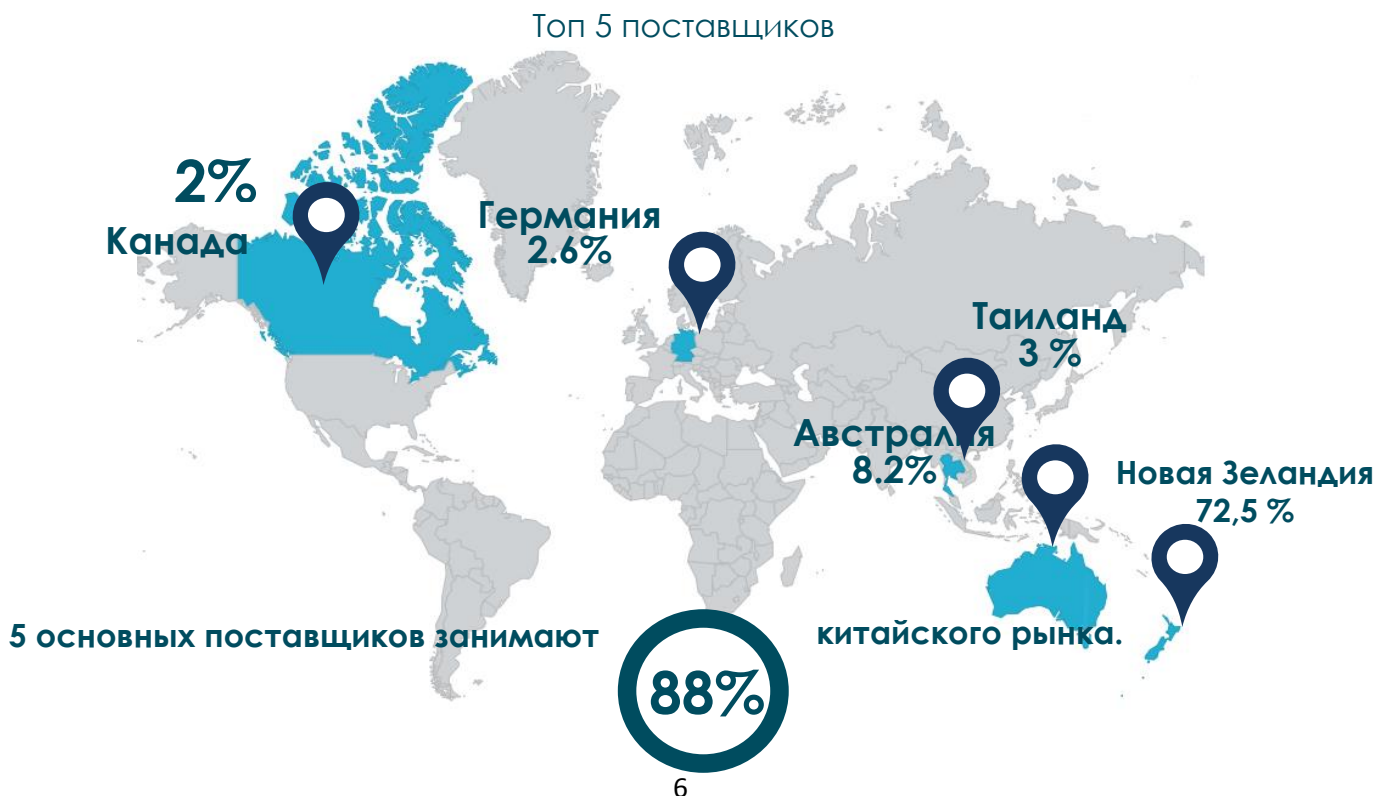 Топ 5 поставщиков
2%
Канада
Германия
2.6%
Таиланд
3 %
Австралия
8.2%
Новая Зеландия
72,5 %
5 основных поставщиков занимают
88%
китайского рынка.
6